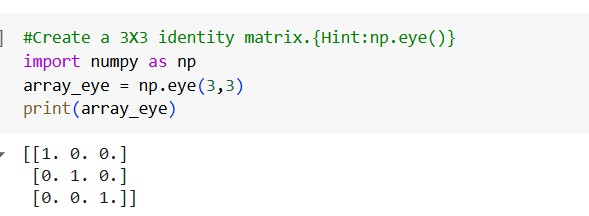 #Create a 3X3 identity matrix.{Hint:np.eye()}
import numpy as np
array_eye = np.eye(3,3)
print(array_eye)
[[1. 0. 0.]
 [0. 1. 0.]
 [0. 0. 1.]]